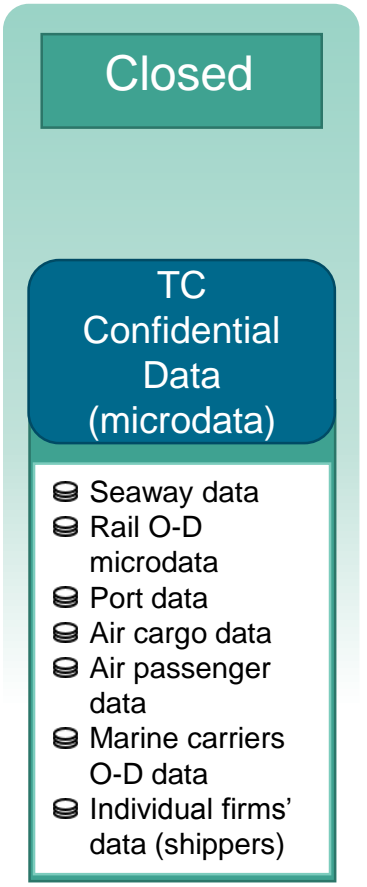 Closed
TC
Confidential
Data
(microdata)
Seaway data
Rail O-D
microdata
Port data
Air cargo data
Air passenger
data
Marine carriers
O-D data
Individual firms’
data (shippers)